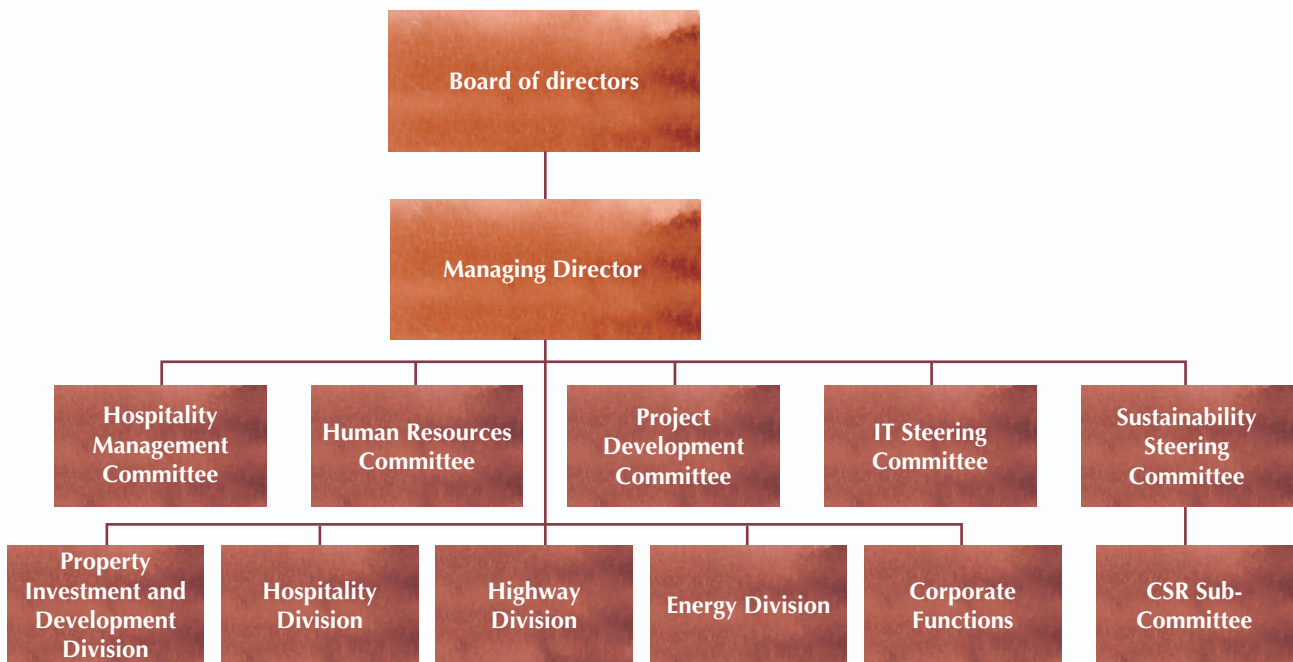 Board of directors
Managing Director
Hospitality
Management
Committee
Human Resources
Committee
Project
Development
Committee
IT Steering
Committee
Sustainability
Steering
Committee
Property
Investment and
Development
Division
Hospitality
Division
Highway
Division
Energy Division
Corporate
Functions
CSR Sub-
Committee